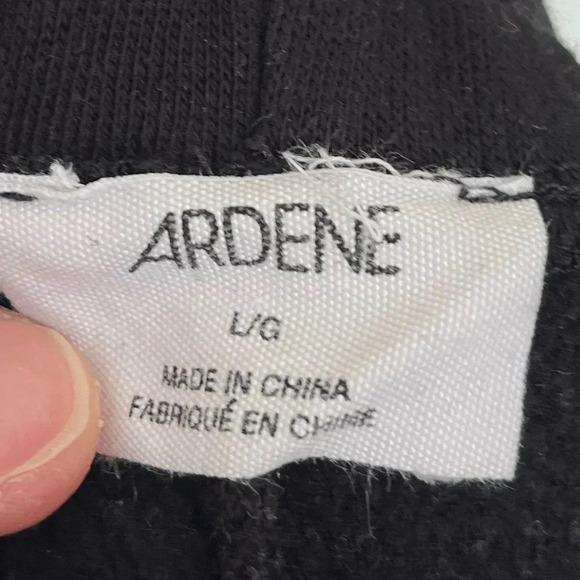 ARDENE
L/G
MADE IN CHINA
FABRIQUÉ EN CHINE